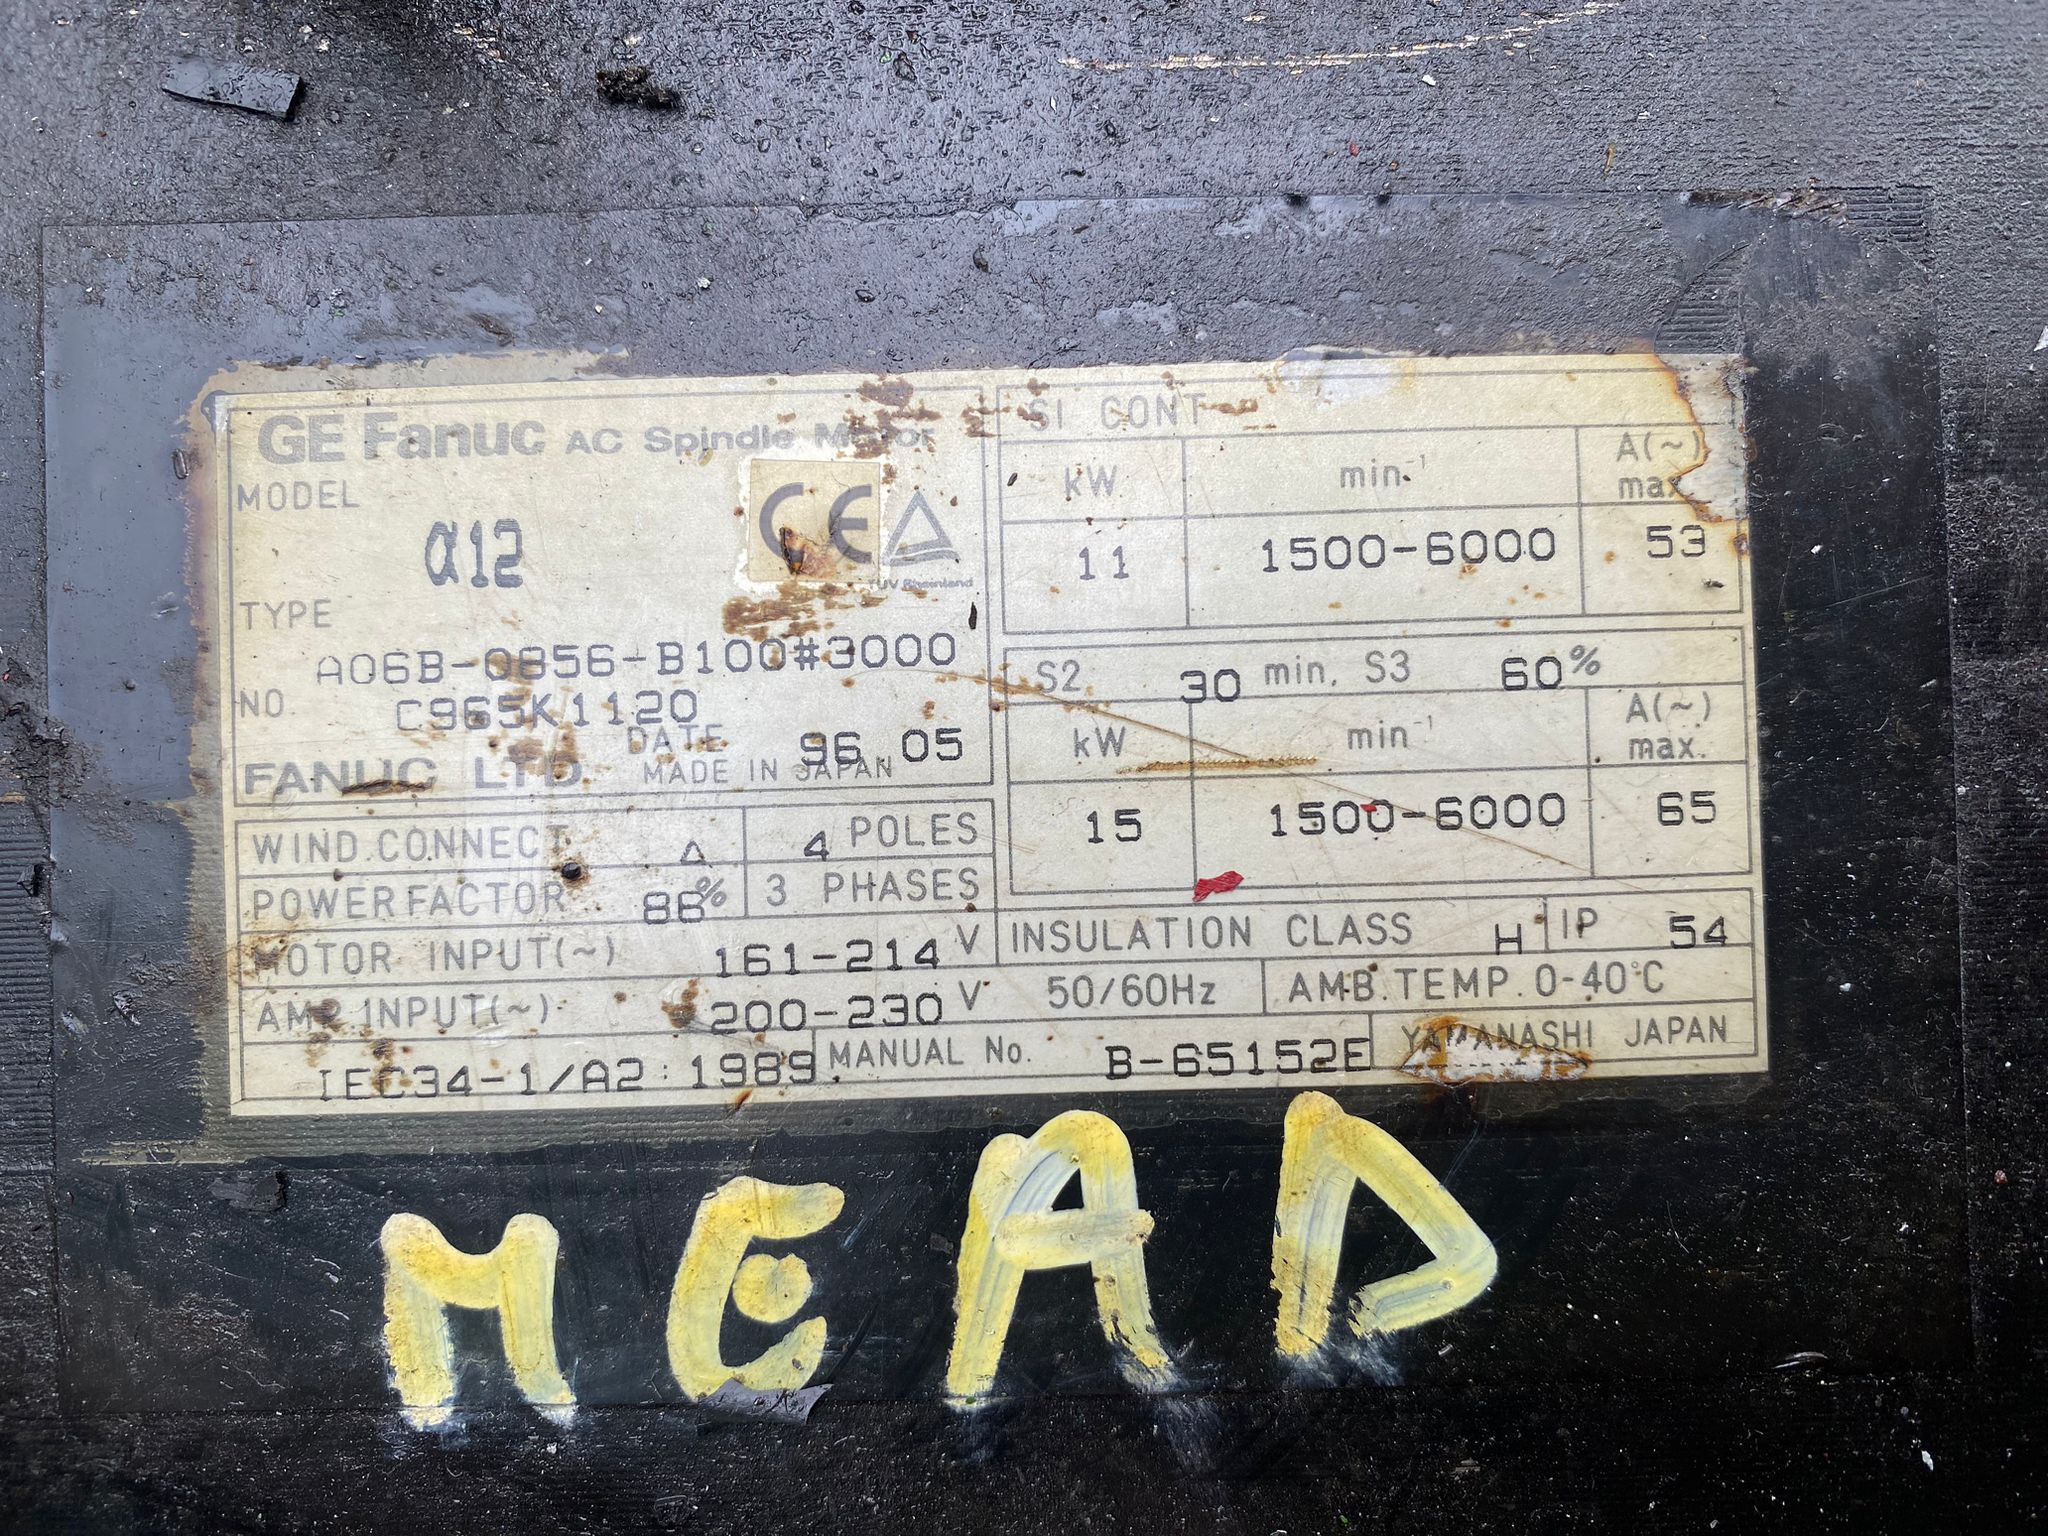 GE Fanuc AC Spindle Motor
MODEL
α12
CE
TUV Rheinland
TYPE
A06B-0856-B100#3000
NO. C965K1120
DATE 96.05
FANUC LTD. MADE IN JAPAN
WIND.CONNECT. △ 4 POLES
POWER FACTOR 86% 3 PHASES
MOTOR INPUT(~) 161-214 V
AMP. INPUT(~) 200-230 V
IEC34-1/A2:1989
S1 CONT
kW min-1 A(~) max.
11 1500-6000 53
S2 30 min. S3 60%
kW min-1 A(~) max.
15 1500-6000 65
INSULATION CLASS H IP 54
50/60Hz AMB.TEMP. 0-40°C
MANUAL No. B-65152E YAMANASHI JAPAN
MEAD